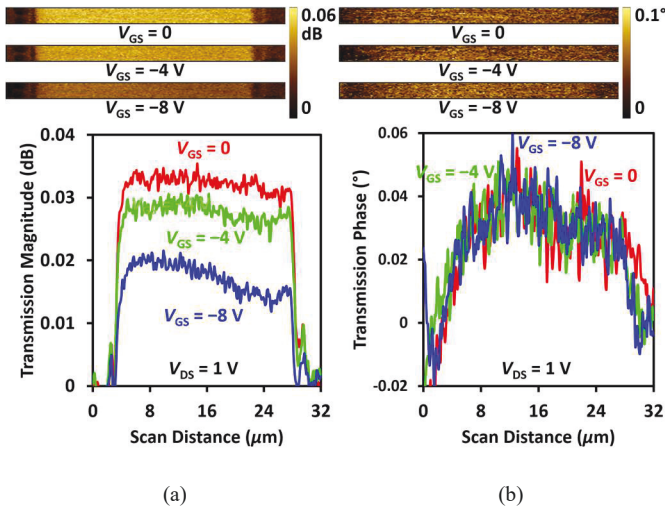 0.06
dB
0
V_GS = 0
V_GS = −4 V
V_GS = −8 V
0.04
0.03
0.02
0.01
0
Transmission Magnitude (dB)
V_GS = 0
V_GS = −4 V
V_GS = −8 V
V_DS = 1 V
0 8 16 24 32
Scan Distance (μm)
(a)
0.1°
0
V_GS = 0
V_GS = −4 V
V_GS = −8 V
0.06
0.04
0.02
0
-0.02
Transmission Phase (°)
V_GS = −8 V
V_GS = −4 V
V_GS = 0
V_DS = 1 V
0 8 16 24 32
Scan Distance (μm)
(b)